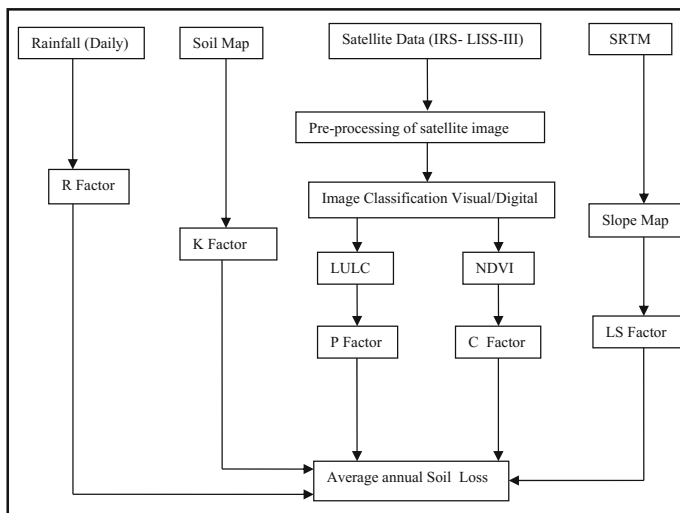 Rainfall (Daily)
Soil Map
Satellite Data (IRS- LISS-III)
SRTM
Pre-processing of satellite image
R Factor
Image Classification Visual/Digital
Slope Map
K Factor
LULC
NDVI
P Factor
C Factor
LS Factor
Average annual Soil Loss